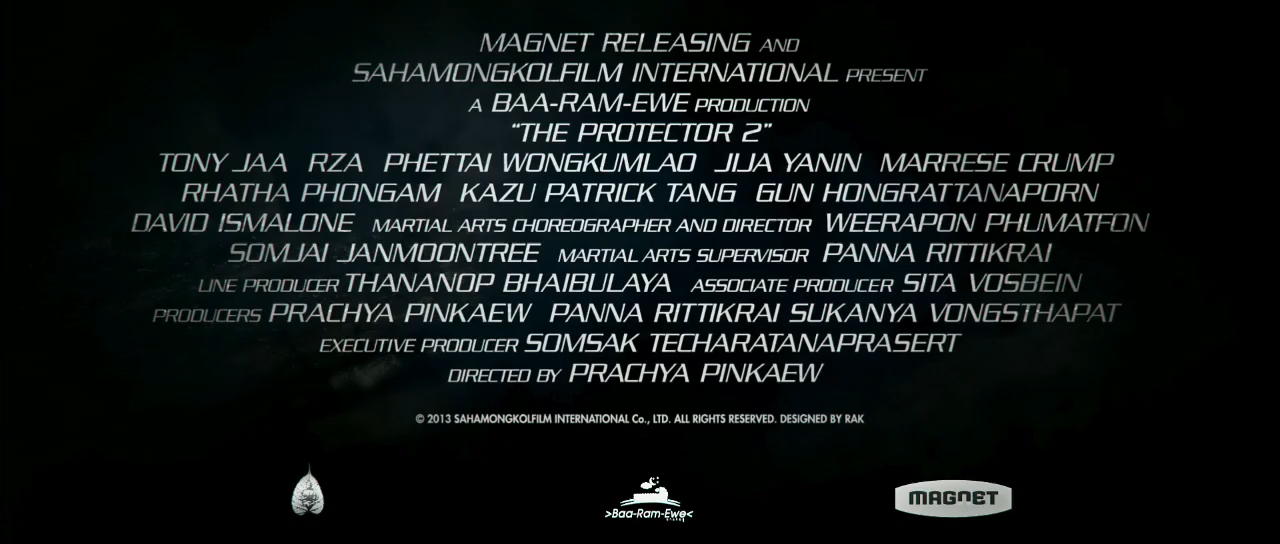 MAGNET RELEASING AND
SAHAMONGKOLFILM INTERNATIONAL PRESENT
A BAA-RAM-EWE PRODUCTION
"THE PROTECTOR 2"
TONY JAA RZA PHETTAI WONGKUMLAO JIJA YANIN MARRESE CRUMP
RHATHA PHONGAM KAZU PATRICK TANG GUN HONGRATTANAPORN
DAVID ISMALONE MARTIAL ARTS CHOREOGRAPHER AND DIRECTOR WEERAPON PHUMATFON
SOMJAI JANMOONTREE MARTIAL ARTS SUPERVISOR PANNA RITTIKRAI
LINE PRODUCER THANANOP BHAIBULAYA ASSOCIATE PRODUCER SITA VOSBEIN
PRODUCERS PRACHYA PINKAEW PANNA RITTIKRAI SUKANYA VONGSTHAPAT
EXECUTIVE PRODUCER SOMSAK TECHARATANAPRASERT
DIRECTED BY PRACHYA PINKAEW
© 2013 SAHAMONGKOLFILM INTERNATIONAL Co., LTD. ALL RIGHTS RESERVED. DESIGNED BY RAK
>Baa-Ram-Ewe<
MAGNET